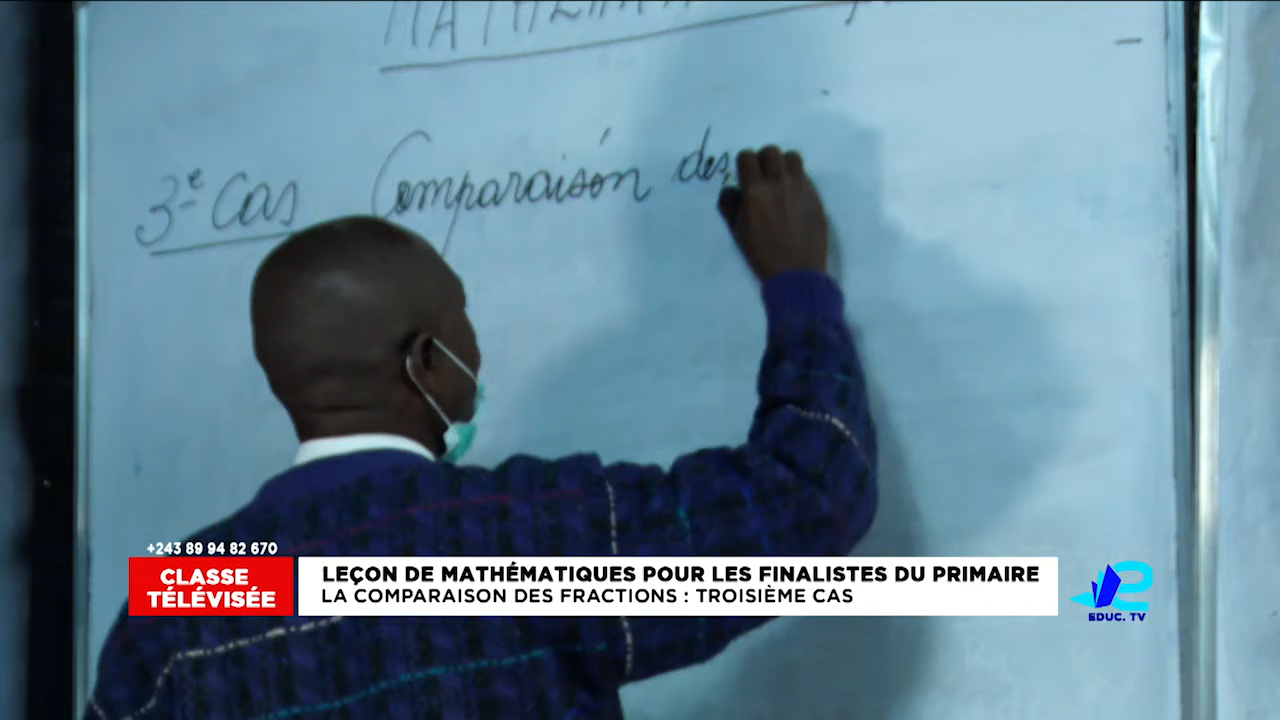 MATHEMA
3e Cas Comparaison des
+243 89 94 82 670
CLASSE TÉLÉVISÉE
LEÇON DE MATHÉMATIQUES POUR LES FINALISTES DU PRIMAIRE
LA COMPARAISON DES FRACTIONS : TROISIÈME CAS
EDUC. TV